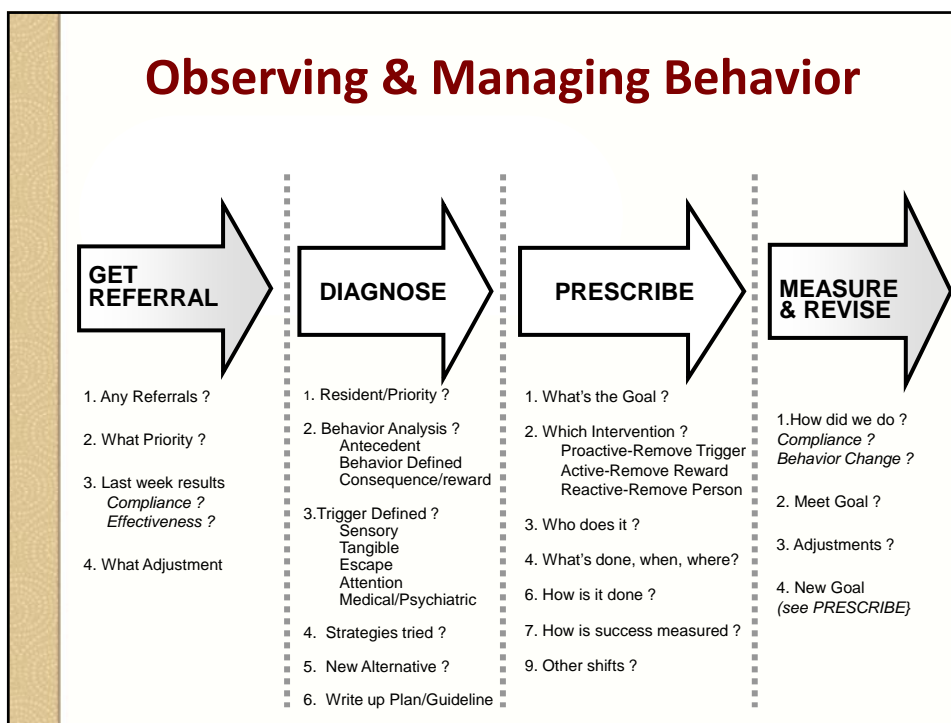 Observing & Managing Behavior
GET
REFERRAL
1. Any Referrals ?
2. What Priority ?
3. Last week results
Compliance ?
Effectiveness ?
4. What Adjustment
DIAGNOSE
1. Resident/Priority ?
2. Behavior Analysis ?
Antecedent
Behavior Defined
Consequence/reward
3.Trigger Defined ?
Sensory
Tangible
Escape
Attention
Medical/Psychiatric
4. Strategies tried ?
5. New Alternative ?
6. Write up Plan/Guideline
PRESCRIBE
1. What's the Goal ?
2. Which Intervention ?
Proactive-Remove Trigger
Active-Remove Reward
Reactive-Remove Person
3. Who does it ?
4. What's done, when, where?
6. How is it done ?
7. How is success measured ?
9. Other shifts ?
MEASURE
& REVISE
1.How did we do ?
Compliance ?
Behavior Change ?
2. Meet Goal ?
3. Adjustments ?
4. New Goal
(see PRESCRIBE}